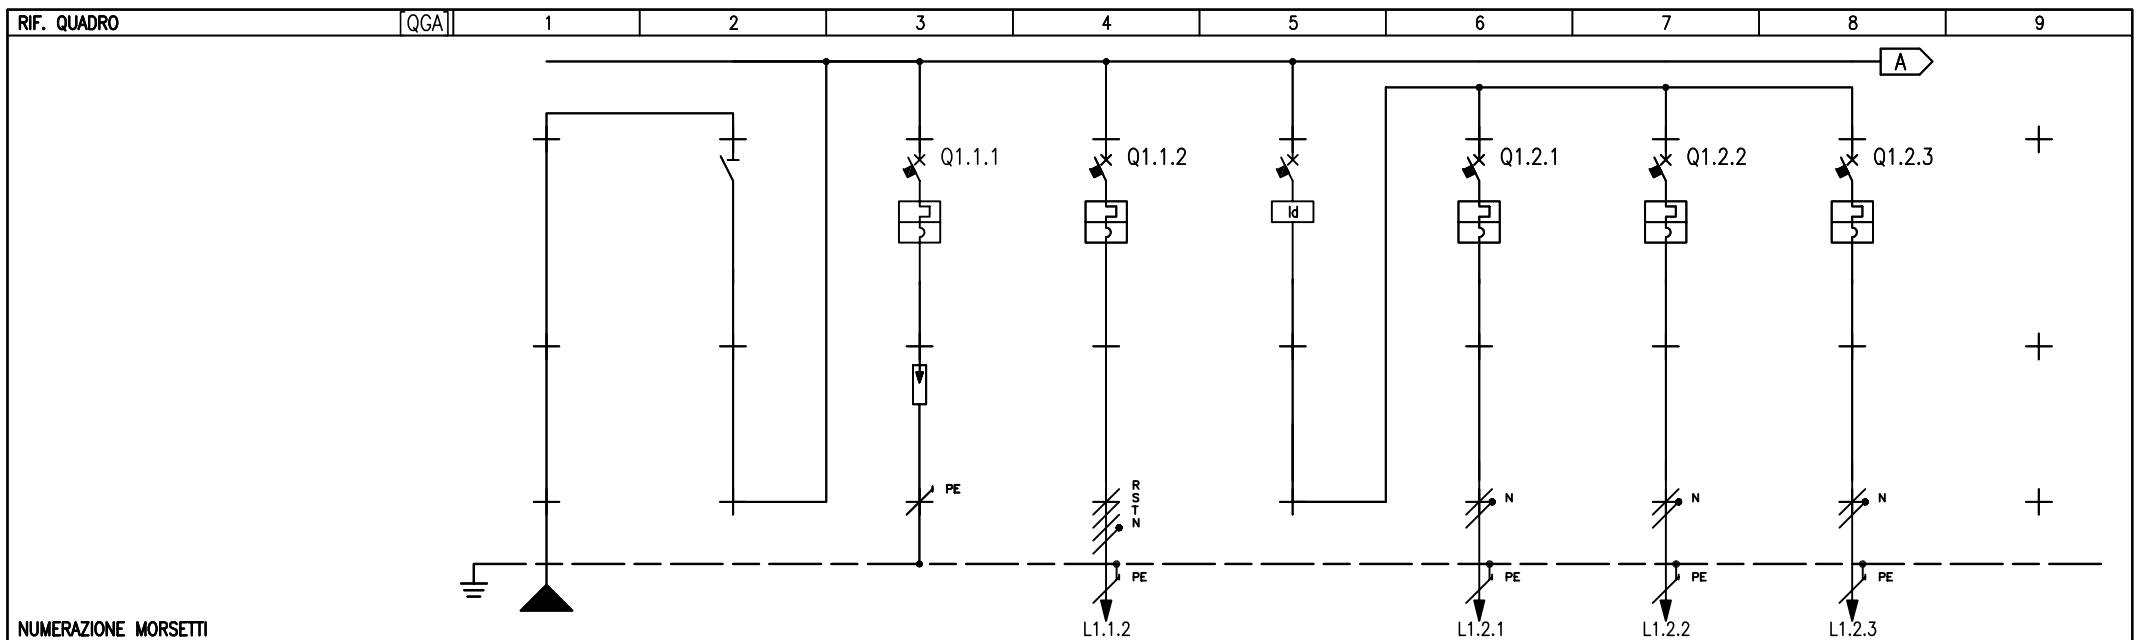 RIF. QUADRO QGA 1 2 3 4 5 6 7 8 9
A
Q1.1.1 Q1.1.2 Q1.2.1 Q1.2.2 Q1.2.3
Id
PE
R
S
T
N
N N N
PE PE PE PE
L1.1.2 L1.2.1 L1.2.2 L1.2.3
NUMERAZIONE MORSETTI